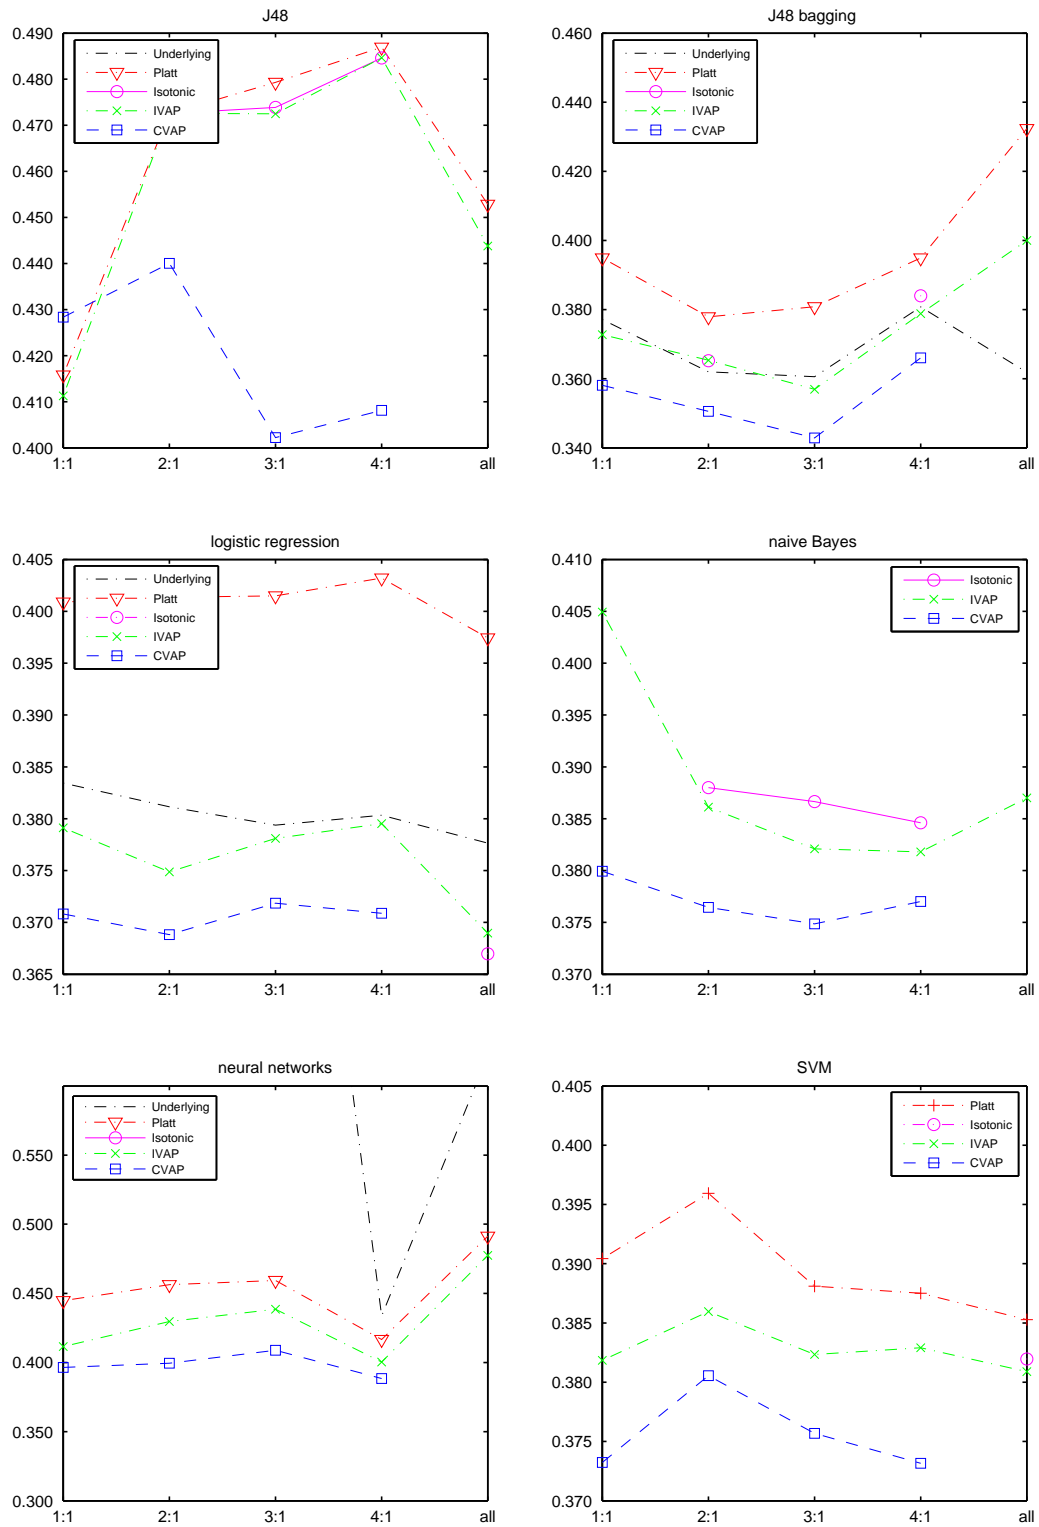 J48
0.490
0.480
0.470
0.460
0.450
0.440
0.430
0.420
0.410
0.400
1:1 2:1 3:1 4:1 all
Underlying
Platt
Isotonic
IVAP
CVAP
J48 bagging
0.460
0.440
0.420
0.400
0.380
0.360
0.340
1:1 2:1 3:1 4:1 all
Underlying
Platt
Isotonic
IVAP
CVAP
logistic regression
0.405
0.400
0.395
0.390
0.385
0.380
0.375
0.370
0.365
1:1 2:1 3:1 4:1 all
Underlying
Platt
Isotonic
IVAP
CVAP
naive Bayes
0.410
0.405
0.400
0.395
0.390
0.385
0.380
0.375
0.370
1:1 2:1 3:1 4:1 all
Isotonic
IVAP
CVAP
neural networks
0.550
0.500
0.450
0.400
0.350
0.300
1:1 2:1 3:1 4:1 all
Underlying
Platt
Isotonic
IVAP
CVAP
SVM
0.405
0.400
0.395
0.390
0.385
0.380
0.375
0.370
1:1 2:1 3:1 4:1 all
Platt
Isotonic
IVAP
CVAP